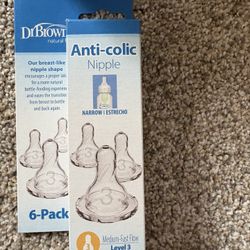 Dr Brown
natural f
Our breast-like
nipple shape
encourages a proper latch
for a more natural
bottle-feeding experience
and eases the transition
from breast to bottle
and back again.
6-Pack
Anti-colic
Nipple
NARROW | ESTRECHO
3
Medium-Fast Flow
Level 3